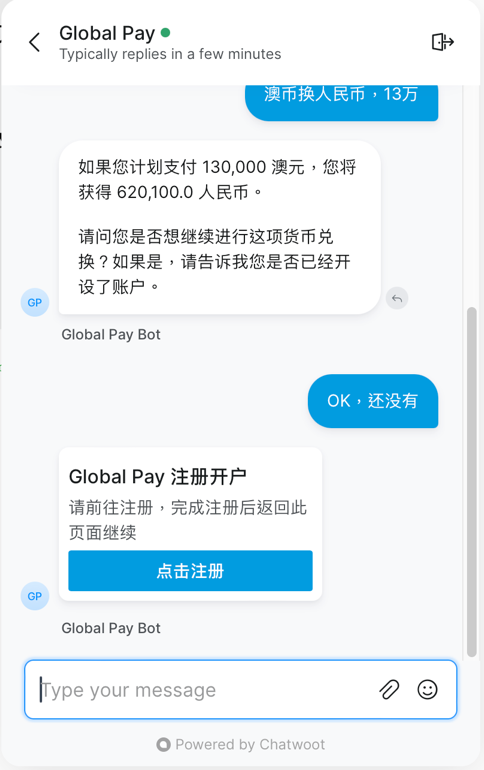 Global Pay
Typically replies in a few minutes
澳币换人民币，13万
如果您计划支付 130,000 澳元，您将
获得 620,100.0 人民币。
请问您是否想继续进行这项货币兑
换？如果是，请告诉我您是否已经开
设了账户。
GP
Global Pay Bot
OK，还没有
Global Pay 注册开户
请前往注册，完成注册后返回此
页面继续
点击注册
GP
Global Pay Bot
Type your message
Powered by Chatwoot